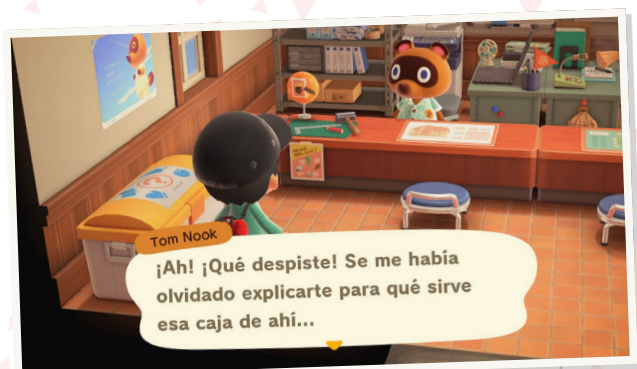 Tom Nook
¡Ah! ¡Qué despiste! Se me había
olvidado explicarte para qué sirve
esa caja de ahí...